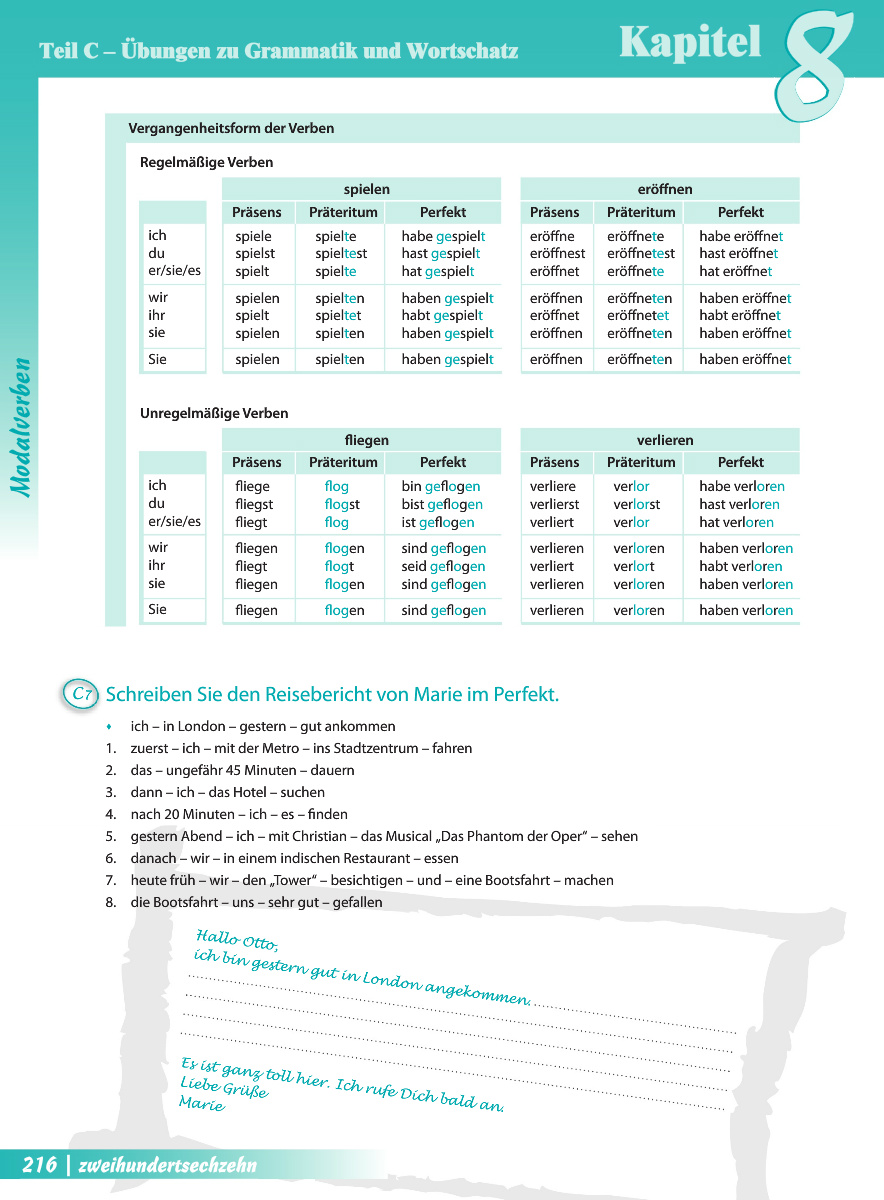 Teil C – Übungen zu Grammatik und Wortschatz Kapitel 8
Modalverben
Vergangenheitsform der Verben
Regelmäßige Verben
spielen eröffnen
Präsens Präteritum Perfekt Präsens Präteritum Perfekt
ich spiele spielte habe gespielt eröffne eröffnete habe eröffnet
du spielst spieltest hast gespielt eröffnest eröffnetest hast eröffnet
er/sie/es spielt spielte hat gespielt eröffnet eröffnete hat eröffnet
wir spielen spielten haben gespielt eröffnen eröffneten haben eröffnet
ihr spielt spieltet habt gespielt eröffnet eröffnetet habt eröffnet
sie spielen spielten haben gespielt eröffnen eröffneten haben eröffnet
Sie spielen spielten haben gespielt eröffnen eröffneten haben eröffnet
Unregelmäßige Verben
fliegen verlieren
Präsens Präteritum Perfekt Präsens Präteritum Perfekt
ich fliege flog bin geflogen verliere verlor habe verloren
du fliegst flogst bist geflogen verlierst verlorst hast verloren
er/sie/es fliegt flog ist geflogen verliert verlor hat verloren
wir fliegen flogen sind geflogen verlieren verloren haben verloren
ihr fliegt flogt seid geflogen verliert verlort habt verloren
sie fliegen flogen sind geflogen verlieren verloren haben verloren
Sie fliegen flogen sind geflogen verlieren verloren haben verloren
C7 Schreiben Sie den Reisebericht von Marie im Perfekt.
♦ ich – in London – gestern – gut ankommen
1. zuerst – ich – mit der Metro – ins Stadtzentrum – fahren
2. das – ungefähr 45 Minuten – dauern
3. dann – ich – das Hotel – suchen
4. nach 20 Minuten – ich – es – finden
5. gestern Abend – ich – mit Christian – das Musical „Das Phantom der Oper“ – sehen
6. danach – wir – in einem indischen Restaurant – essen
7. heute früh – wir – den „Tower“ – besichtigen – und – eine Bootsfahrt – machen
8. die Bootsfahrt – uns – sehr gut – gefallen
Hallo Otto,
ich bin gestern gut in London angekommen.
Es ist ganz toll hier. Ich rufe Dich bald an.
Liebe Grüße
Marie
216 | zweihundertsechzehn